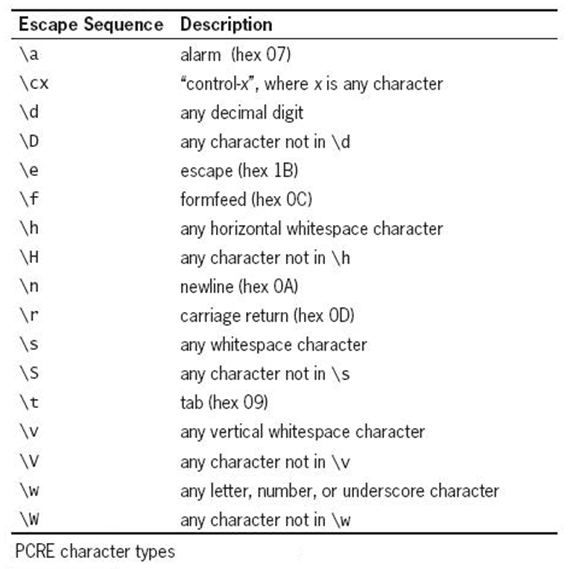 Escape Sequence Description
\a alarm (hex 07)
\cx “control-x”, where x is any character
\d any decimal digit
\D any character not in \d
\e escape (hex 1B)
\f formfeed (hex 0C)
\h any horizontal whitespace character
\H any character not in \h
\n newline (hex 0A)
\r carriage return (hex 0D)
\s any whitespace character
\S any character not in \s
\t tab (hex 09)
\v any vertical whitespace character
\V any character not in \v
\w any letter, number, or underscore character
\W any character not in \w
PCRE character types